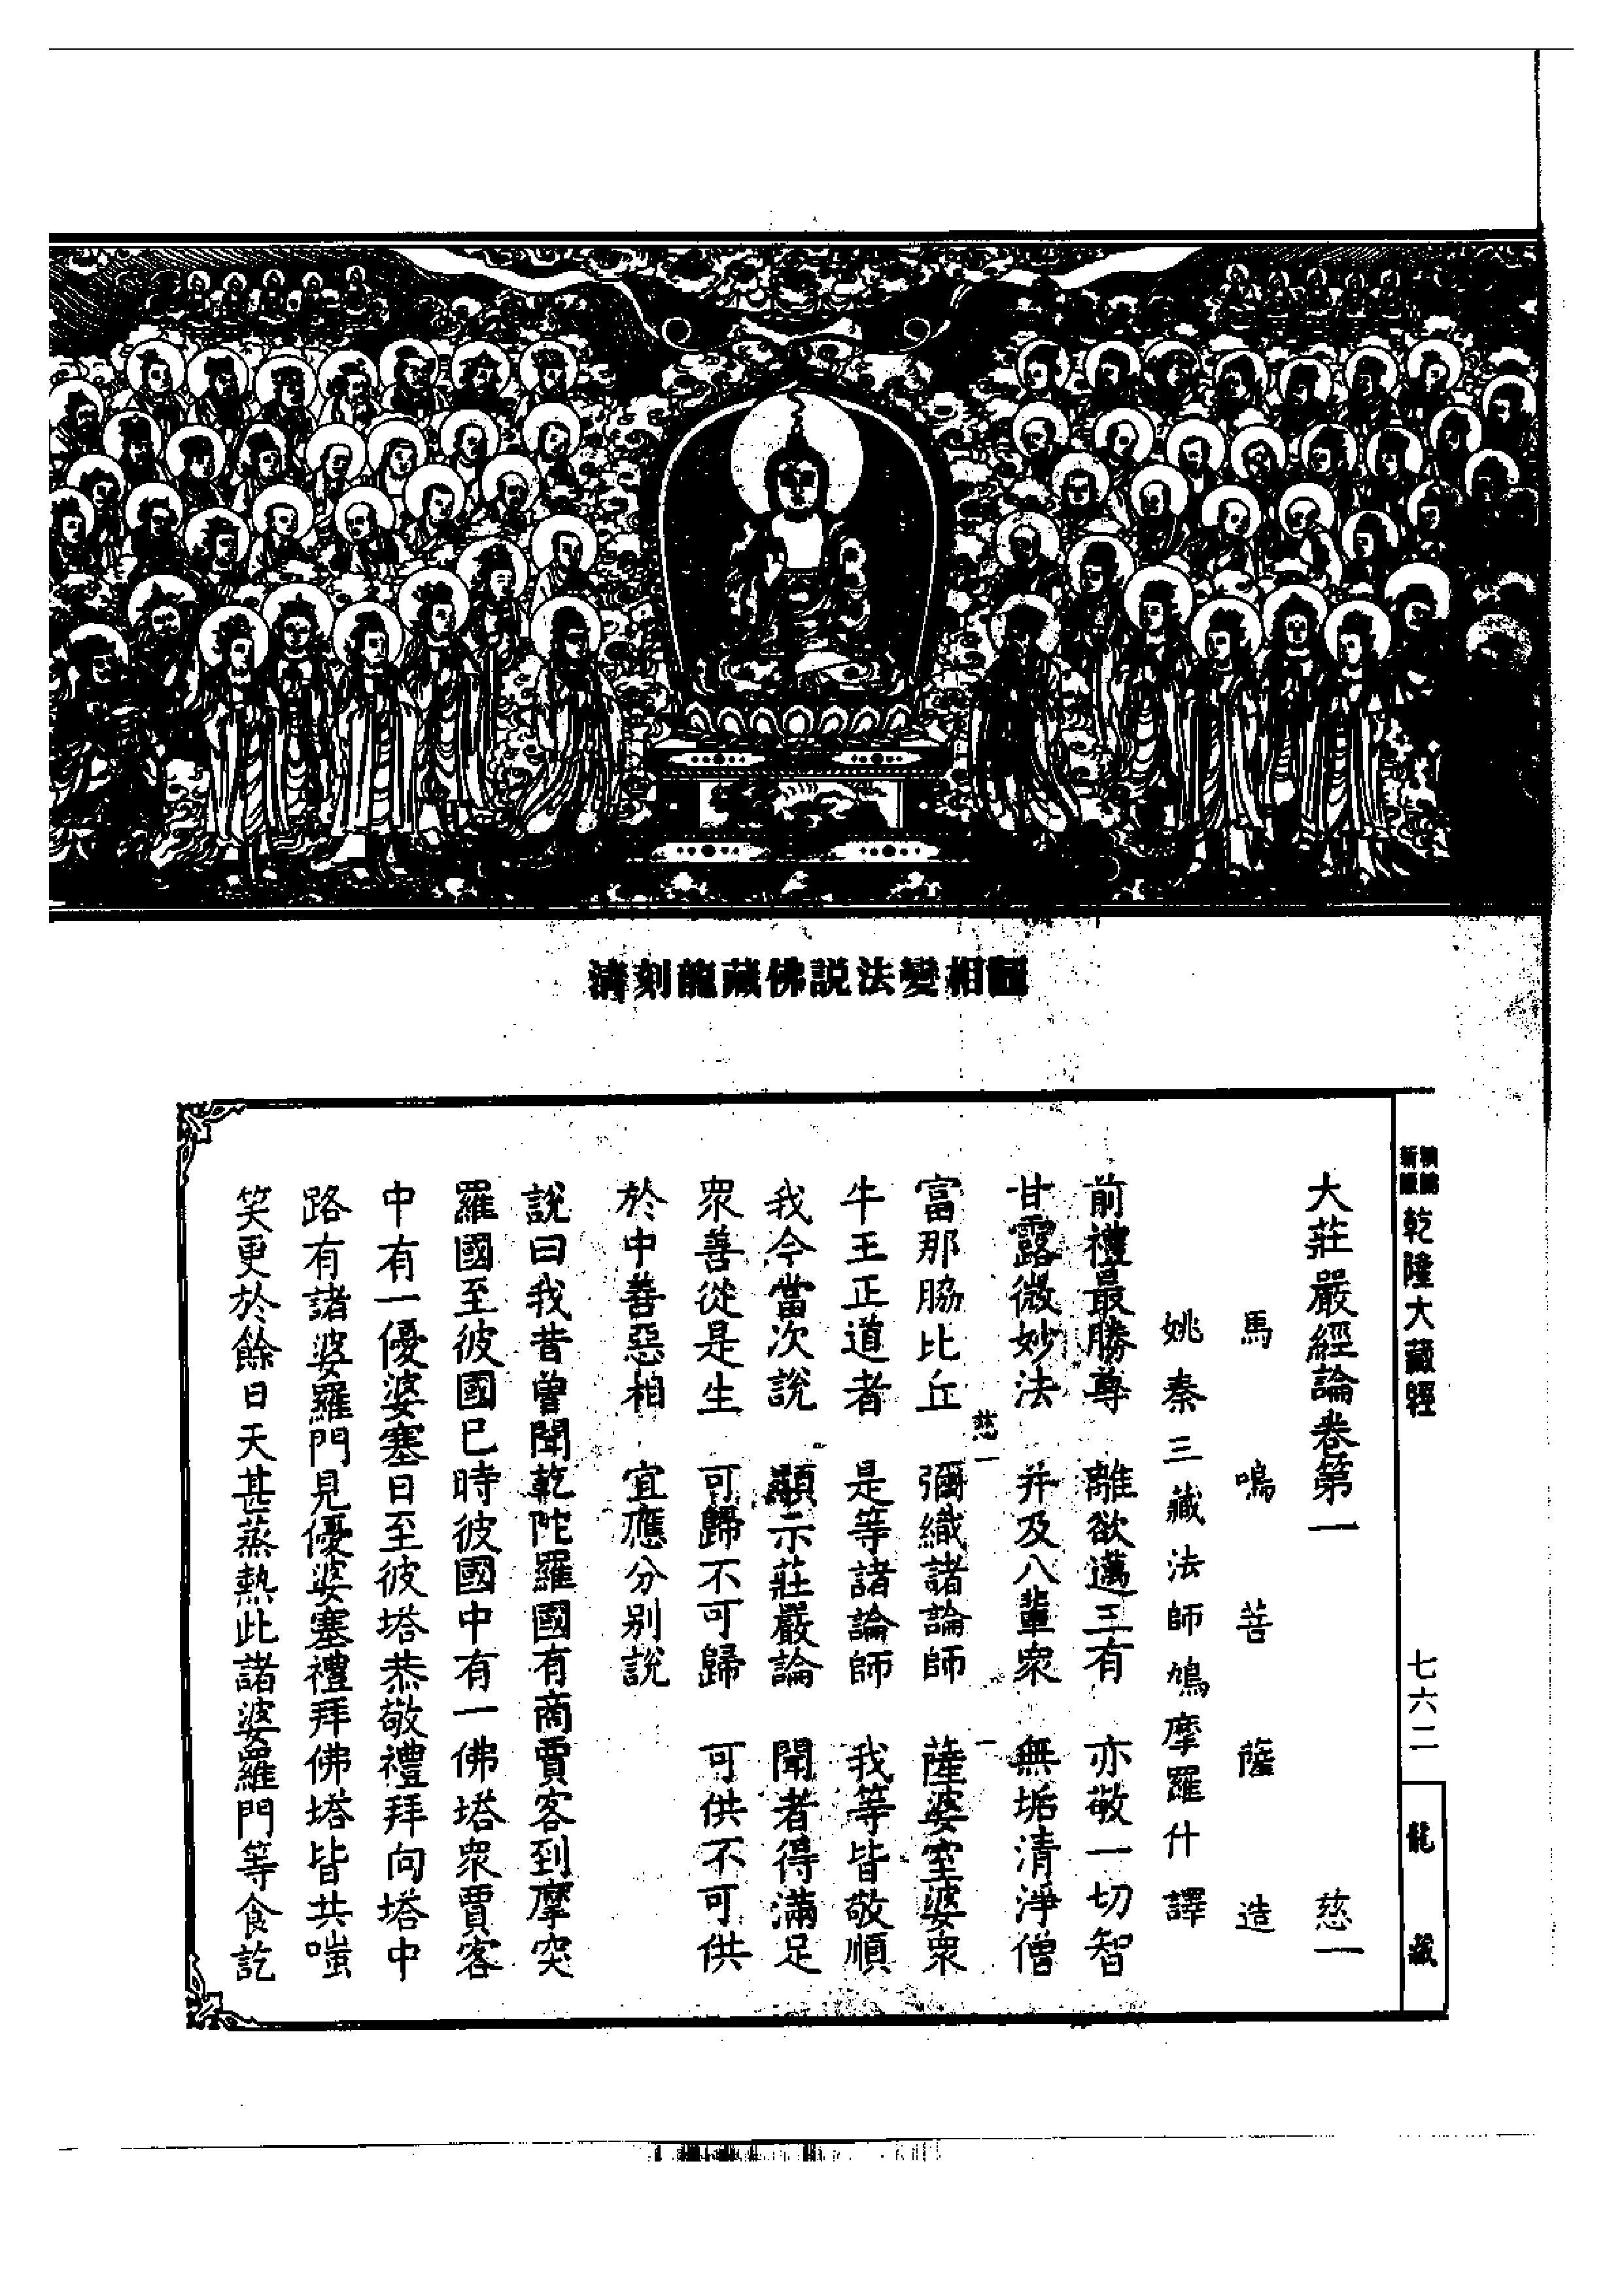 清刻龍藏佛說法變相圖
乾隆大藏經
七六二
龍藏
大莊嚴經論卷第一 慈一
馬鳴菩薩造
姚秦三藏法師鳩摩羅什譯
前禮最勝尊 離欲邁三有 亦敬一切智
甘露微妙法 并及八輩衆 無垢清淨僧
慈一
富那脇比丘 彌織諸論師 薩婆室婆衆
牛王正道者 是等諸論師 我等皆敬順
我今當次說 顯示莊嚴論 聞者得滿足
衆善從是生 可歸不可歸 可供不可供
於中善惡相 宜應分别說
說曰我昔曾聞乾陀羅國有商賈客到摩突
羅國至彼國已時彼國中有一佛塔衆賈客
中有一優婆塞日至彼塔恭敬禮拜向塔中
路有諸婆羅門見優婆塞禮拜佛塔皆共嗤
笑更於餘日天甚蒸熱此諸婆羅門等食訖